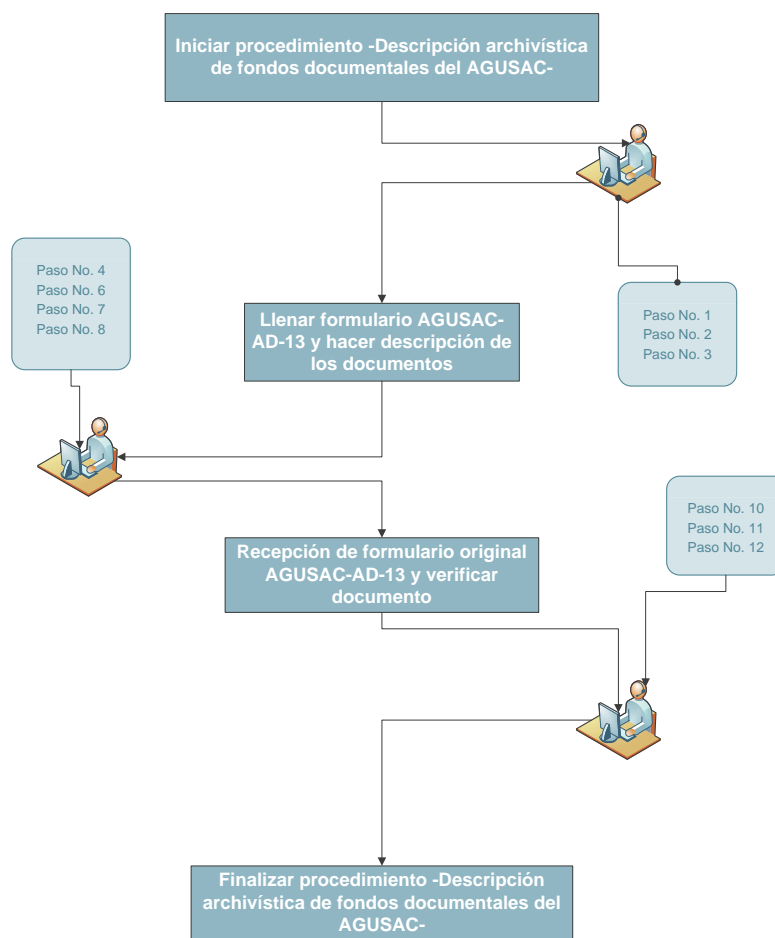 Iniciar procedimiento -Descripción archivística
de fondos documentales del AGUSAC-
Paso No. 4
Paso No. 6
Paso No. 7
Paso No. 8
Paso No. 1
Paso No. 2
Paso No. 3
Llenar formulario AGUSAC-
AD-13 y hacer descripción de
los documentos
Paso No. 10
Paso No. 11
Paso No. 12
Recepción de formulario original
AGUSAC-AD-13 y verificar
documento
Finalizar procedimiento -Descripción
archivística de fondos documentales del
AGUSAC-